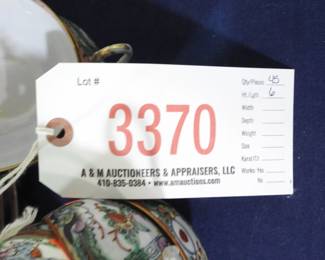 Lot #
3370
A & M AUCTIONEERS & APPRAISERS, LLC
410-835-0384 • www.amauctions.com
Qty/Pieces 45
Ht./Lgth 6
Width
Depth
Weight
Size
Karat/TI
Works
No